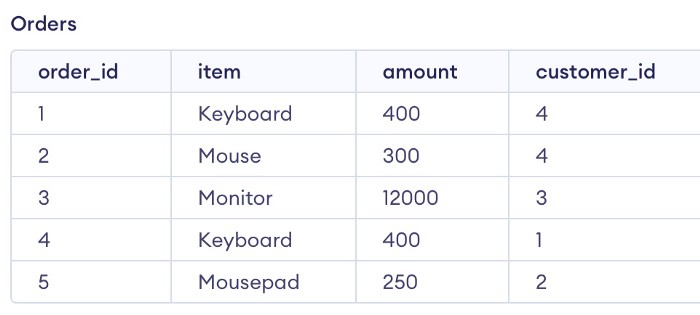 Orders
order_id item amount customer_id
1 Keyboard 400 4
2 Mouse 300 4
3 Monitor 12000 3
4 Keyboard 400 1
5 Mousepad 250 2